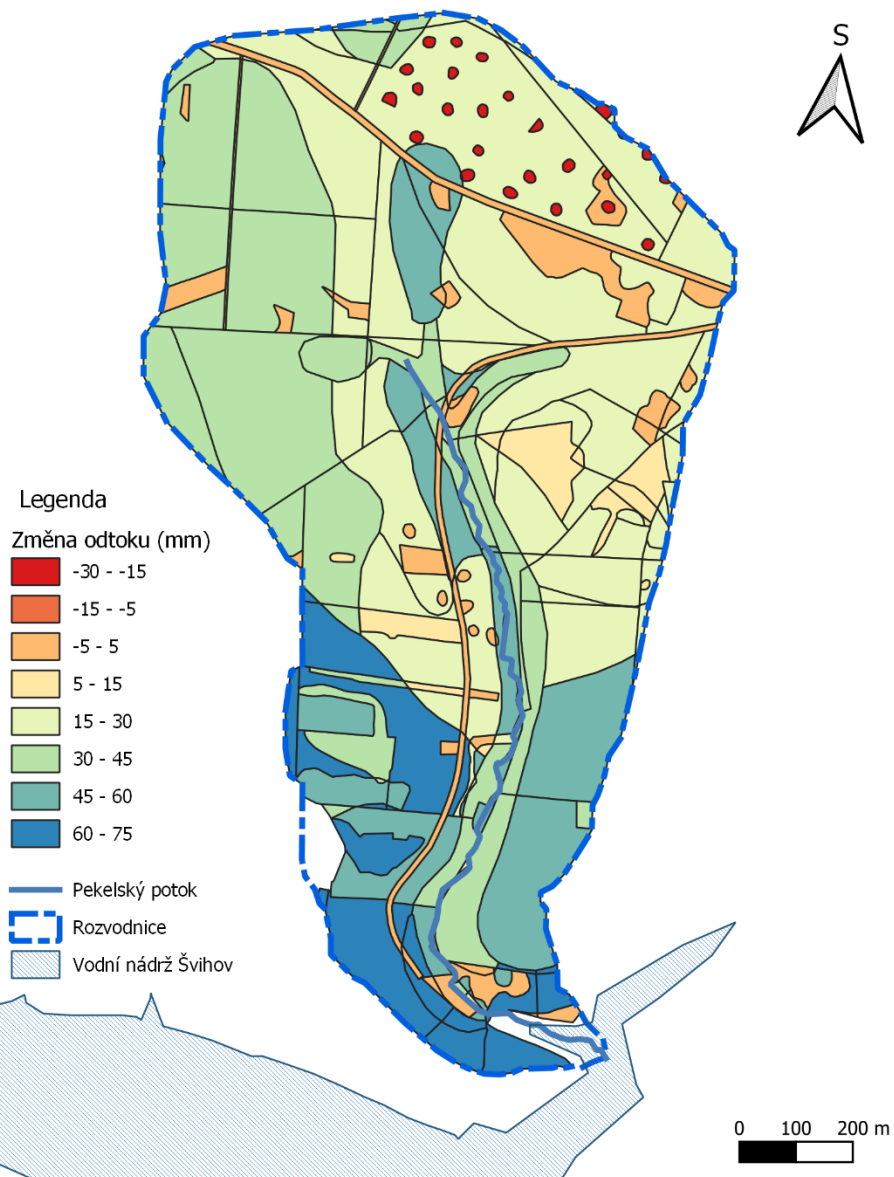 S
Legenda
Změna odtoku (mm)
-30 - -15
-15 - -5
-5 - 5
5 - 15
15 - 30
30 - 45
45 - 60
60 - 75
Pekelský potok
Rozvodnice
Vodní nádrž Švihov
0 100 200 m